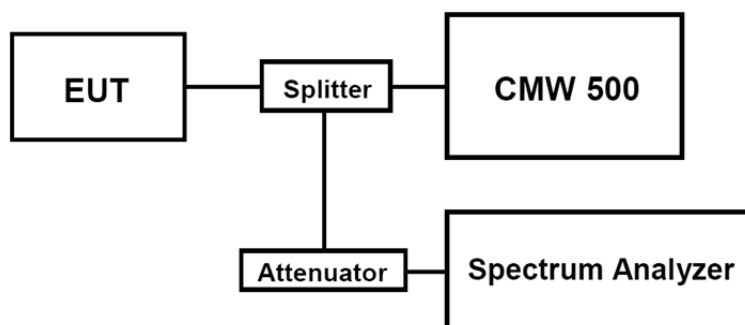 EUT
Splitter
CMW 500
Attenuator
Spectrum Analyzer